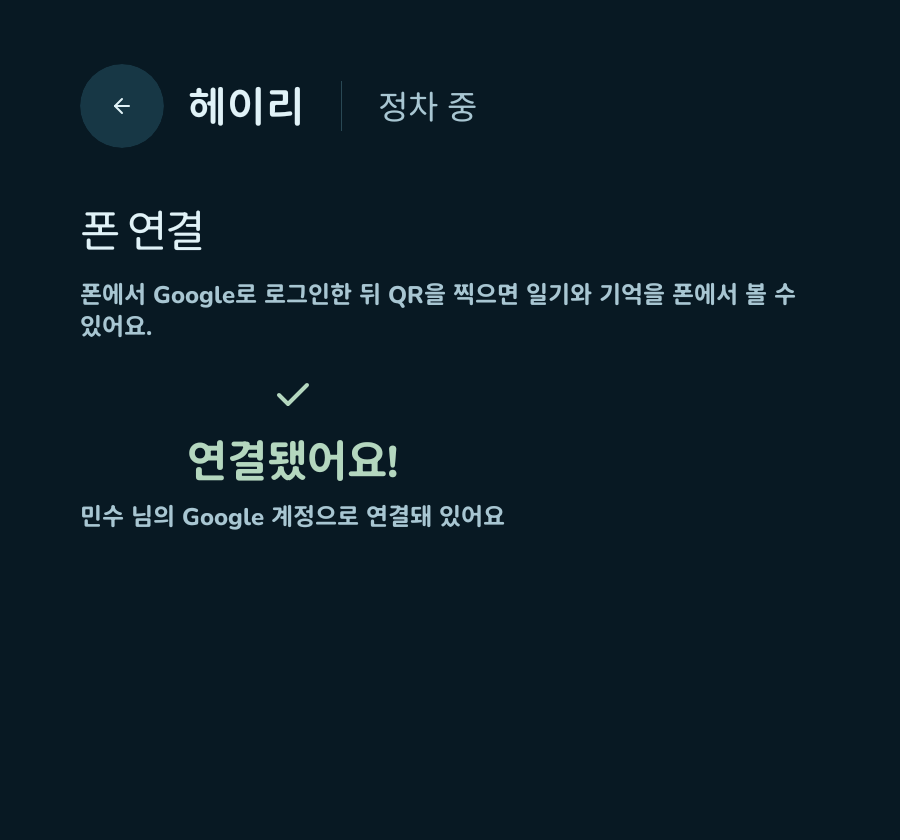 헤이리
정차 중
폰 연결
폰에서 Google로 로그인한 뒤 QR을 찍으면 일기와 기억을 폰에서 볼 수
있어요.
연결됐어요!
민수 님의 Google 계정으로 연결돼 있어요